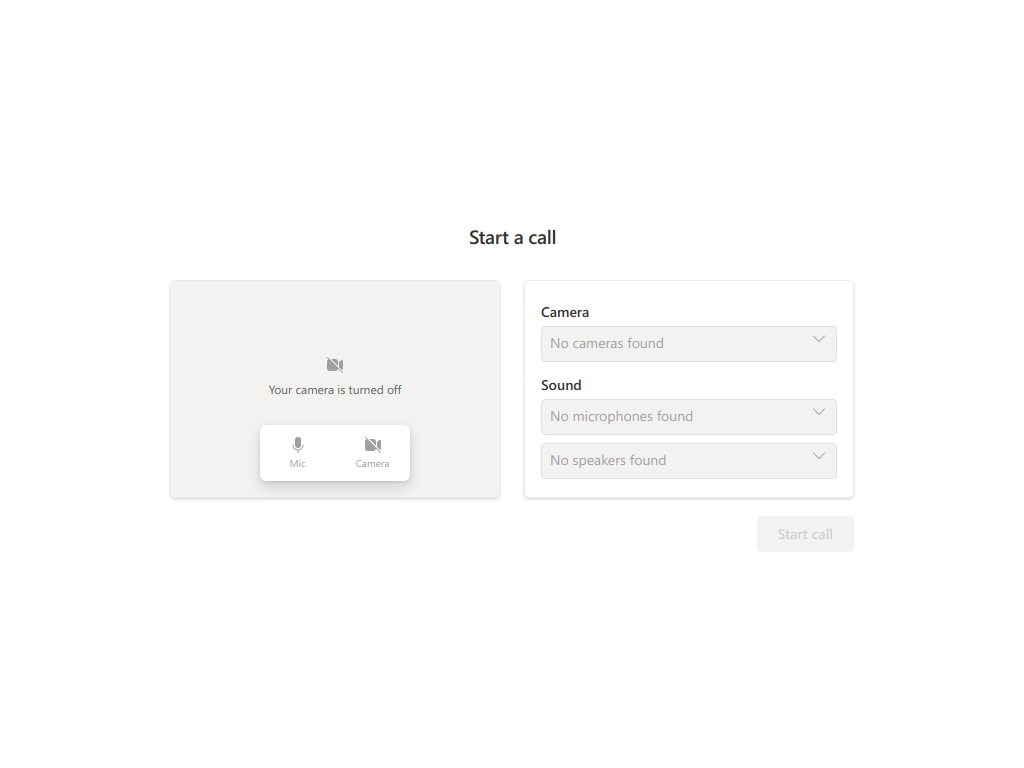 Start a call
Your camera is turned off
Mic
Camera
Camera
No cameras found
Sound
No microphones found
No speakers found
Start call